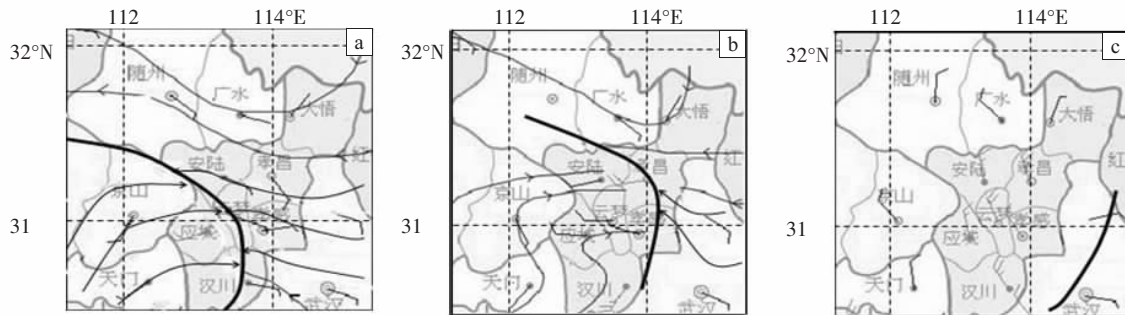 112 114°E
32°N
a
随州
广水
大悟
安陆
孝昌
红
京山
云梦
31
应城
天门
汉川
武汉
112 114°E
32°N
b
随州
广水
大悟
安陆
孝昌
红
京山
云梦 孝感
31
应城
天门
汉川
武汉
112 114°E
32°N
c
随州
广水
大悟
安陆
孝昌
红
京山
云梦 孝感
31
应城
天门
汉川
武汉